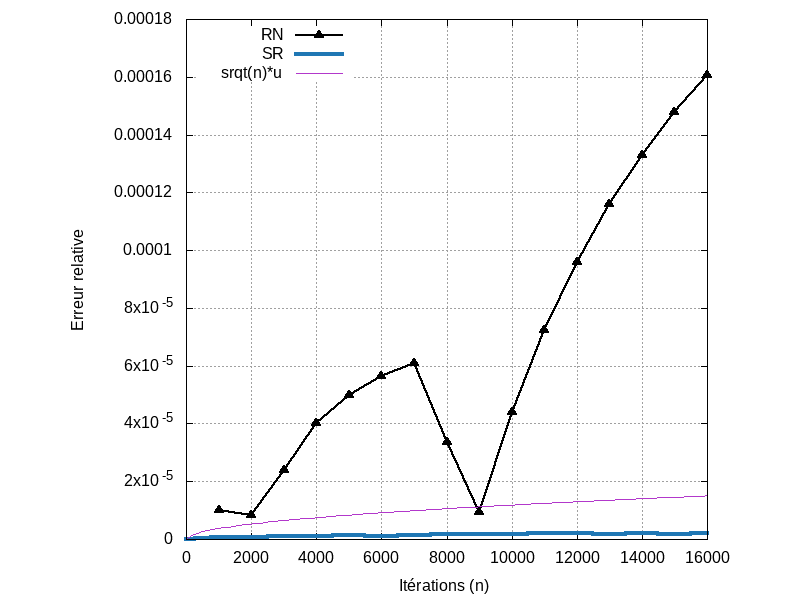 0.00018
0.00016
0.00014
0.00012
0.0001
8x10⁻⁵
6x10⁻⁵
4x10⁻⁵
2x10⁻⁵
0
Erreur relative
RN
SR
srqt(n)*u
0 2000 4000 6000 8000 10000 12000 14000 16000
Itérations (n)